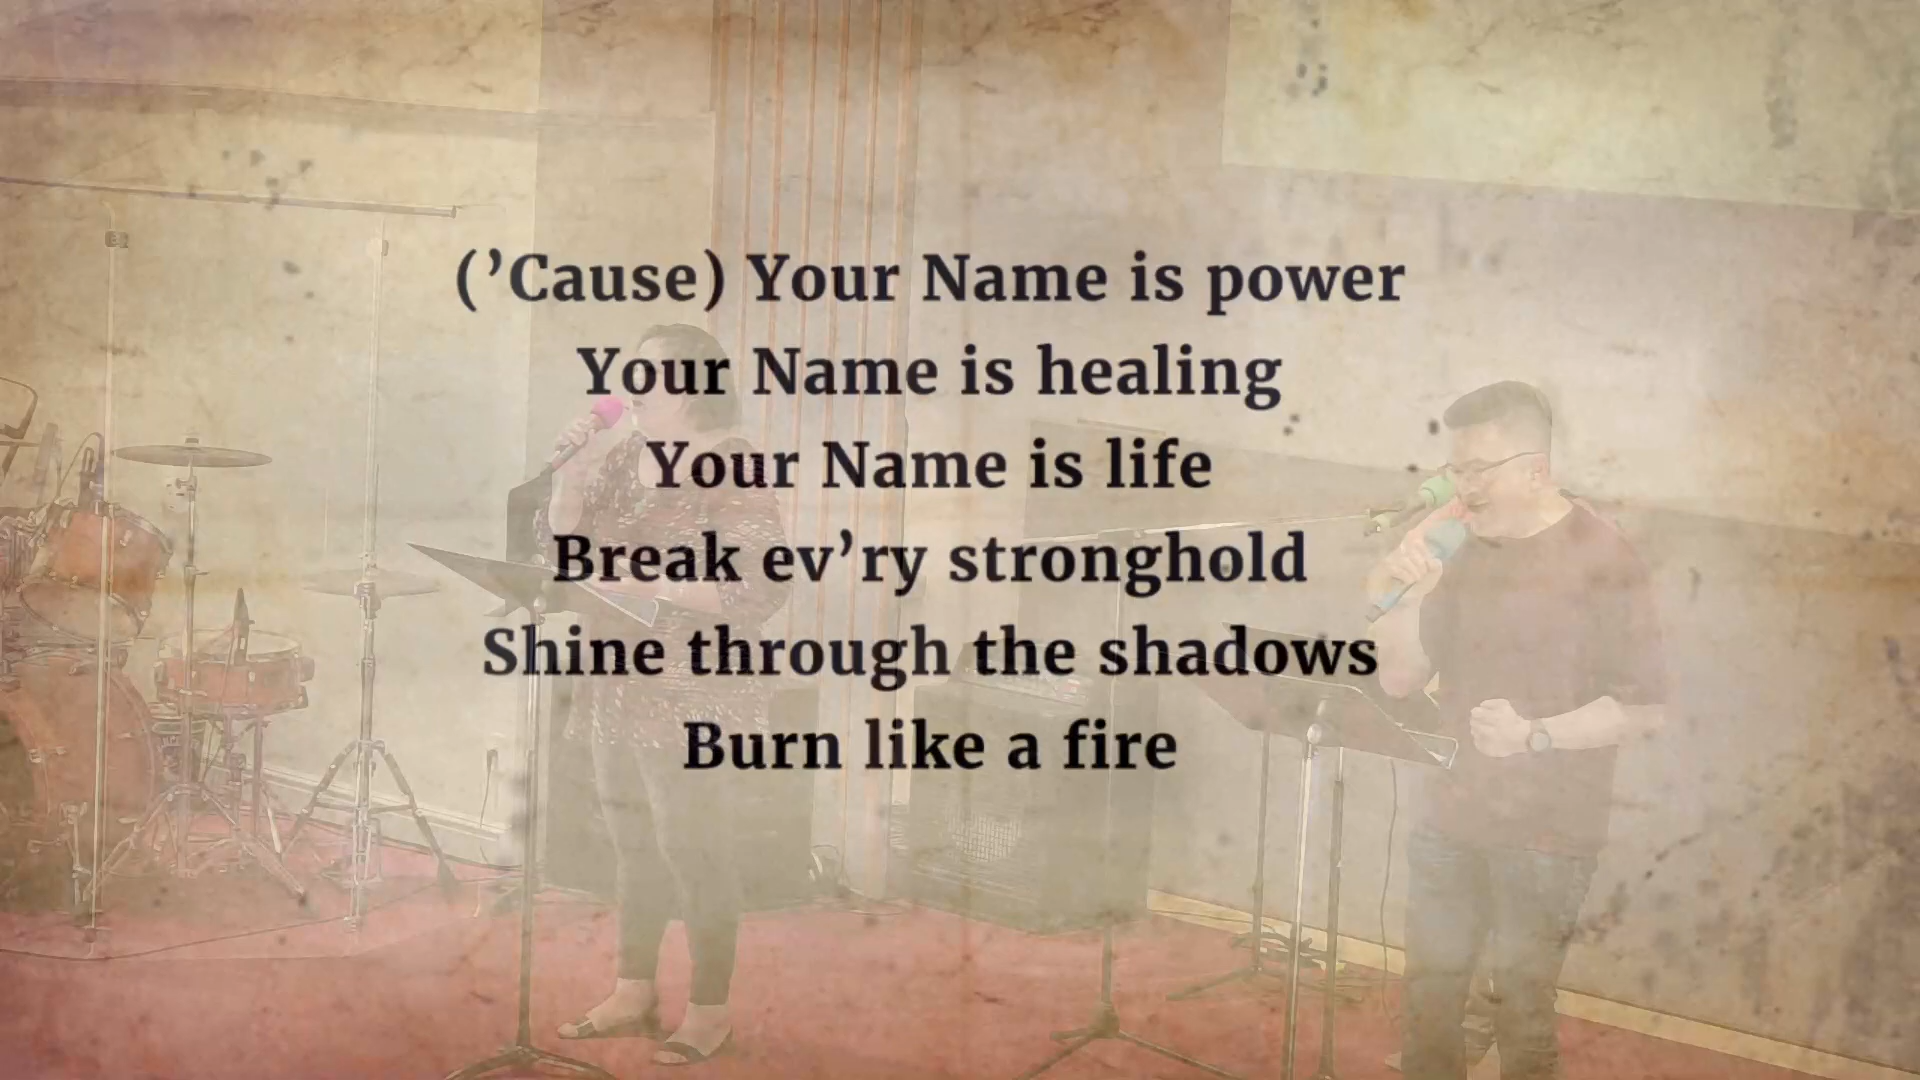 (’Cause) Your Name is power
Your Name is healing
Your Name is life
Break ev’ry stronghold
Shine through the shadows
Burn like a fire